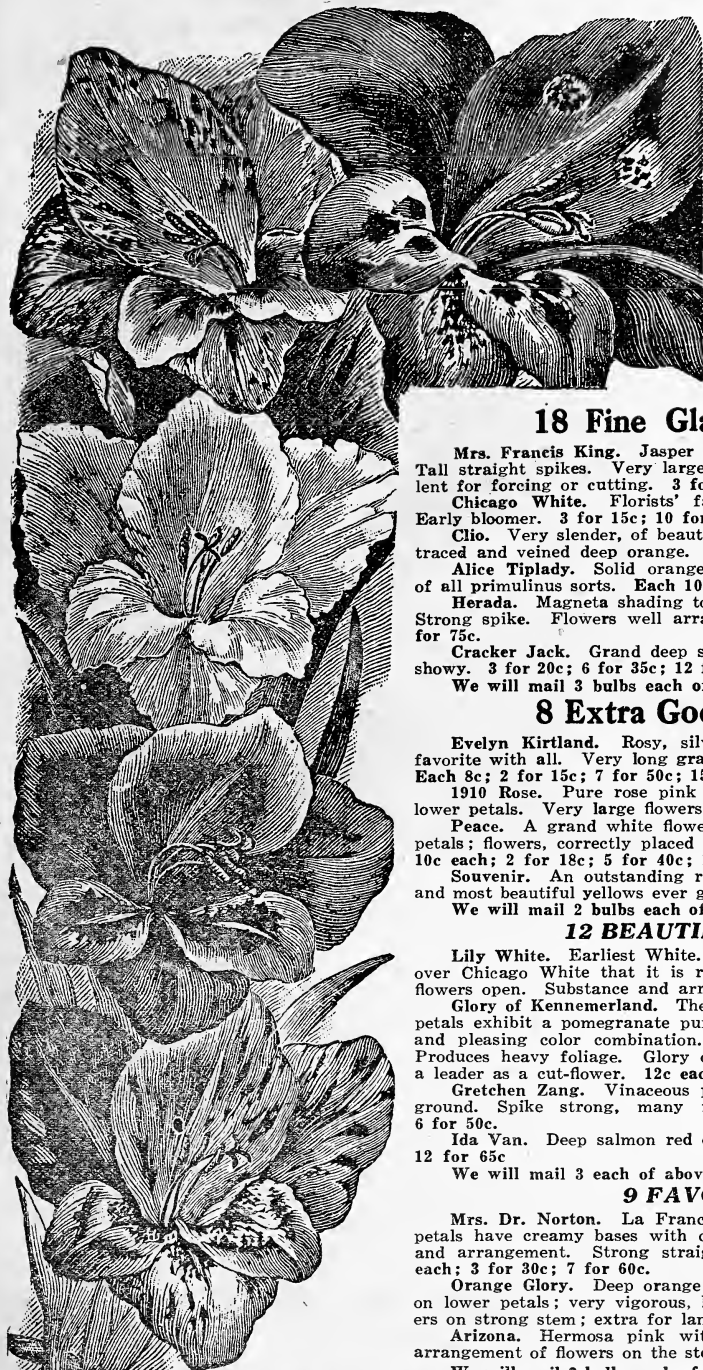 18 Fine Gla
Mrs. Francis King. Jasper
Tall straight spikes. Very large
lent for forcing or cutting. 3 fo
Chicago White. Florists' fa
Early bloomer. 3 for 15c; 10 for
Clio. Very slender, of beaut
traced and veined deep orange.
Alice Tiplady. Solid orange
of all primulinus sorts. Each 10
Herada. Magneta shading to
Strong spike. Flowers well arra
for 75c.
Cracker Jack. Grand deep s
showy. 3 for 20c; 6 for 35c; 12 f
We will mail 3 bulbs each o
8 Extra Goo
Evelyn Kirtland. Rosy, silv
favorite with all. Very long gra
Each 8c; 2 for 15c; 7 for 50c; 15
1910 Rose. Pure rose pink
lower petals. Very large flowers
Peace. A grand white flowe
petals; flowers, correctly placed
10c each; 2 for 18c; 5 for 40c;
Souvenir. An outstanding r
and most beautiful yellows ever g
We will mail 2 bulbs each of
12 BEAUTI
Lily White. Earliest White.
over Chicago White that it is r
flowers open. Substance and arr
Glory of Kennemerland. The
petals exhibit a pomegranate pur
and pleasing color combination.
Produces heavy foliage. Glory o
a leader as a cut-flower. 12c eac
Gretchen Zang. Vinaceous
ground. Spike strong, many
6 for 50c.
Ida Van. Deep salmon red
12 for 65c
We will mail 3 each of above
9 FAVO
Mrs. Dr. Norton. La Franc
petals have creamy bases with
and arrangement. Strong straig
each; 3 for 30c; 7 for 60c.
Orange Glory. Deep orange
on lower petals; very vigorous,
ers on strong stem; extra for lan
Arizona. Hermosa pink wit
arrangement of flowers on the ste